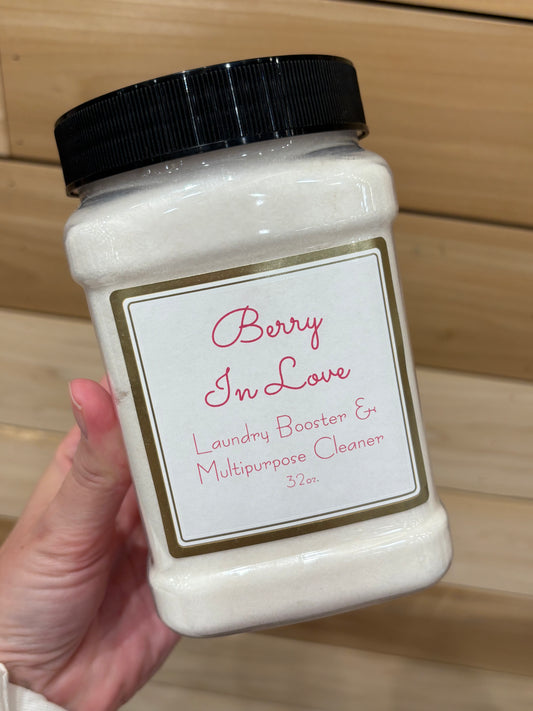 Berry
In Love
Laundry Booster &
Multipurpose Cleaner
32oz.